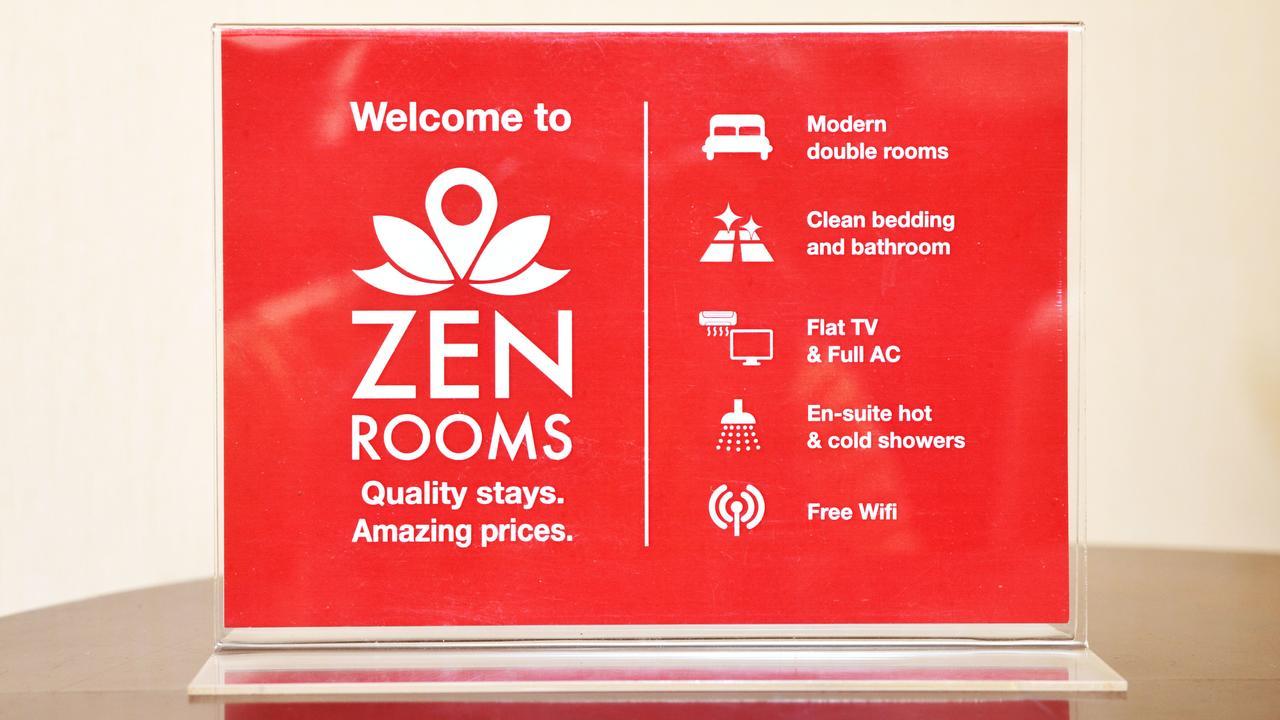 Welcome to
ZEN
ROOMS
Quality stays.
Amazing prices.
Modern
double rooms
Clean bedding
and bathroom
Flat TV
& Full AC
En-suite hot
& cold showers
Free Wifi